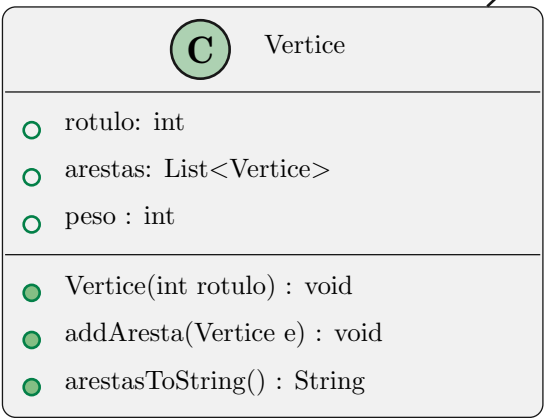 C Vertice
rotulo: int
arestas: List<Vertice>
peso : int
Vertice(int rotulo) : void
addAresta(Vertice e) : void
arestasToString() : String